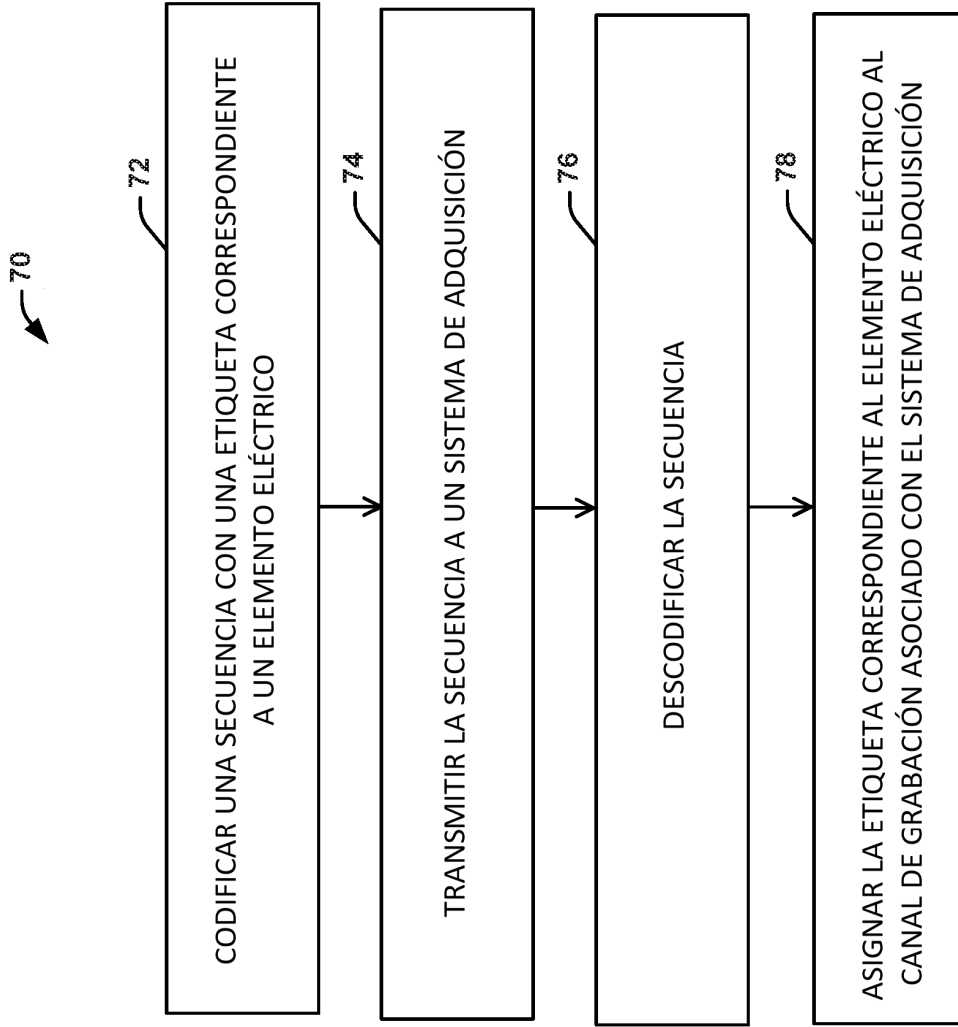 70
72
CODIFICAR UNA SECUENCIA CON UNA ETIQUETA CORRESPONDIENTE
A UN ELEMENTO ELÉCTRICO
74
TRANSMITIR LA SECUENCIA A UN SISTEMA DE ADQUISICIÓN
76
DESCODIFICAR LA SECUENCIA
78
ASIGNAR LA ETIQUETA CORRESPONDIENTE AL ELEMENTO ELÉCTRICO AL
CANAL DE GRABACIÓN ASOCIADO CON EL SISTEMA DE ADQUISICIÓN